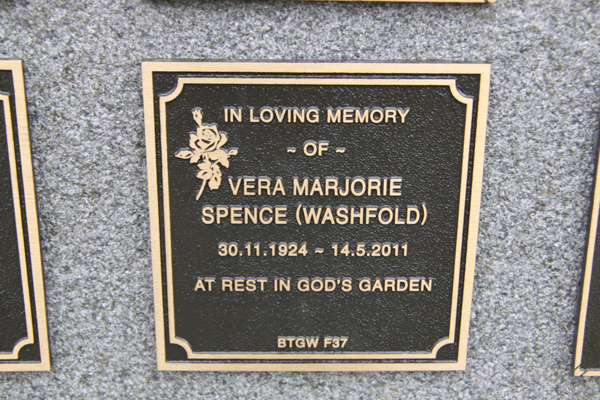 IN LOVING MEMORY
~ OF ~
VERA MARJORIE
SPENCE (WASHFOLD)
30.11.1924 ~ 14.5.2011
AT REST IN GOD'S GARDEN
BTGW F37